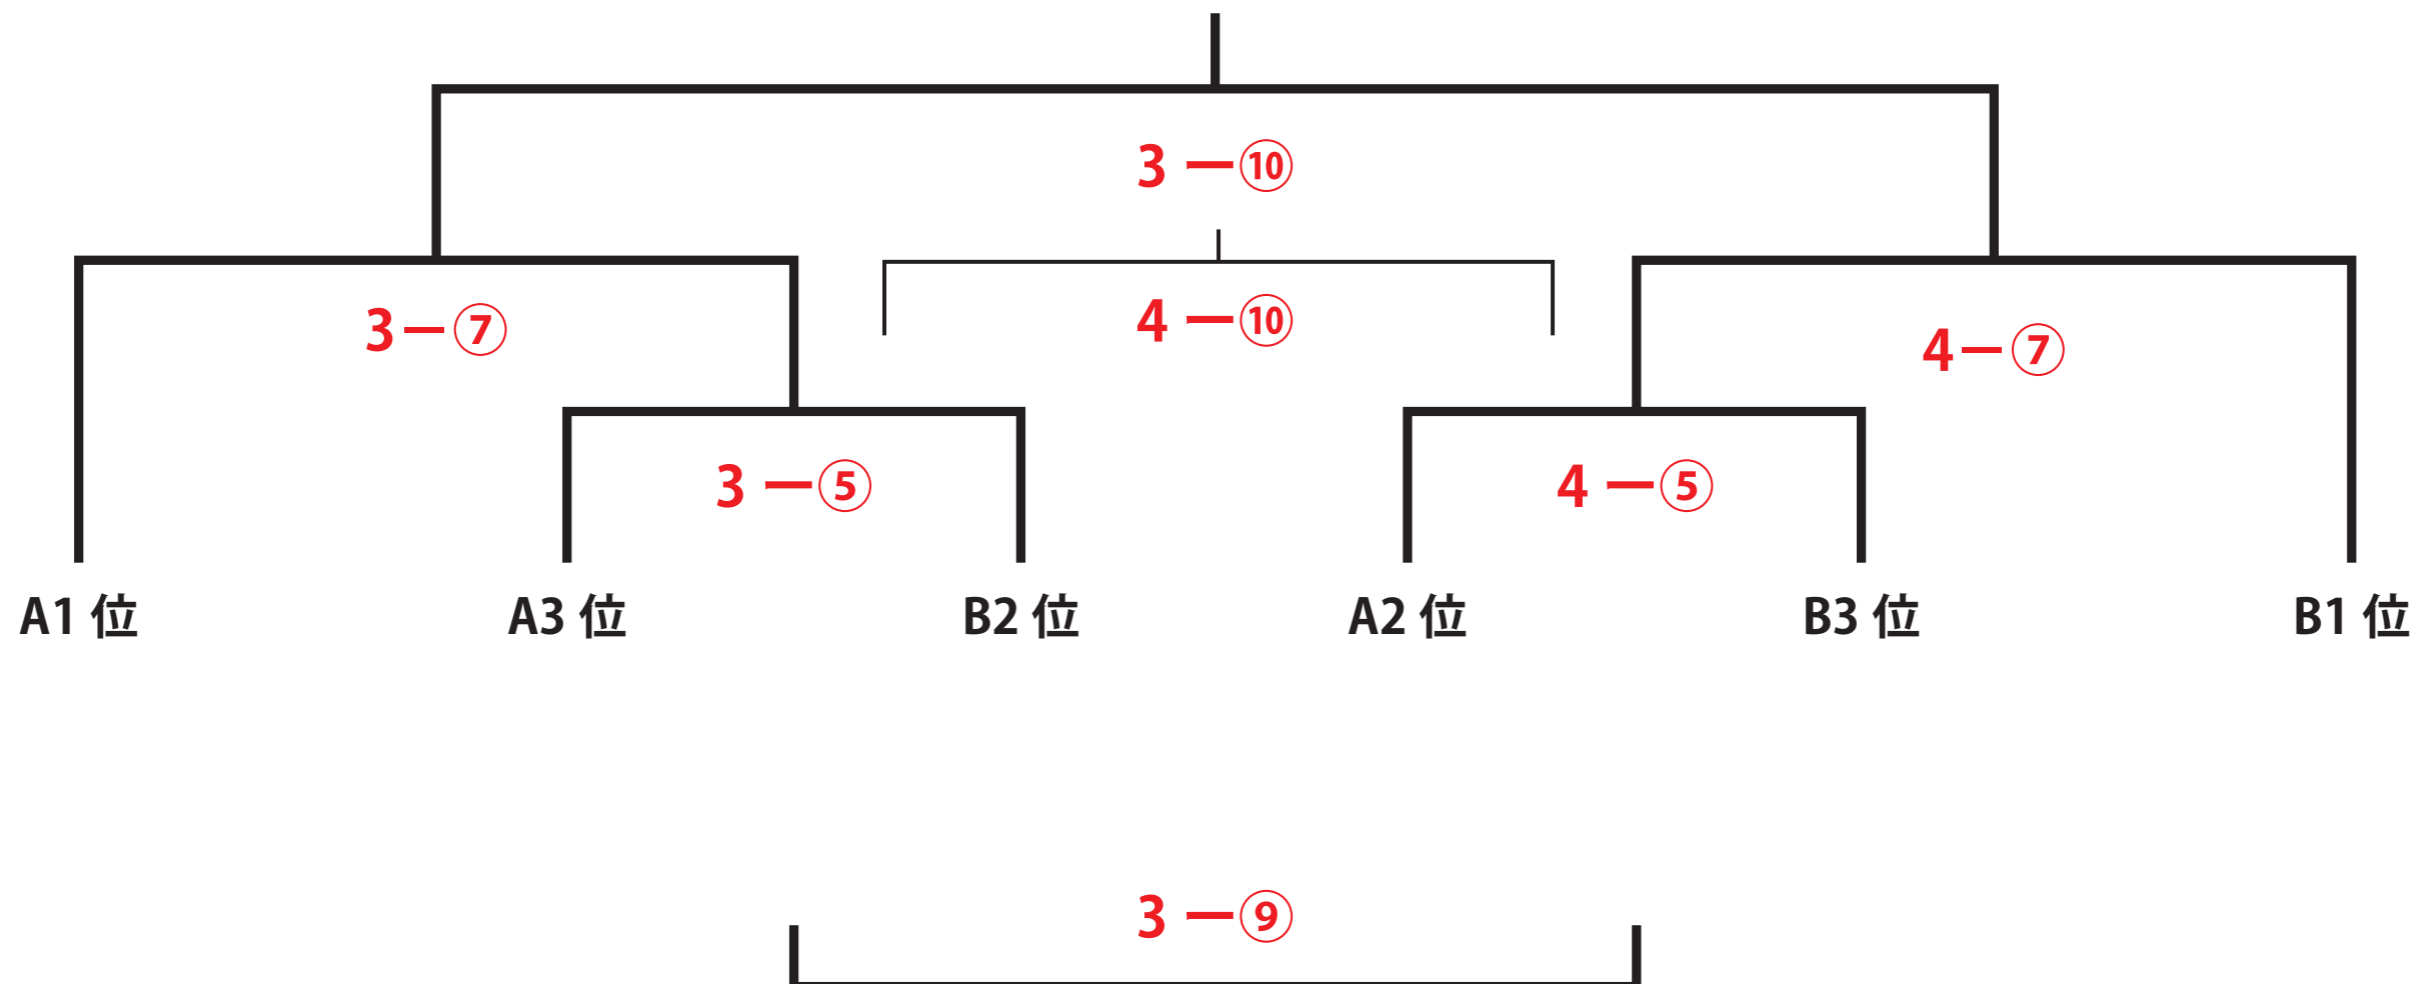 3 ー⑩
3ー⑦
4 ー⑩
4ー⑦
3 ー⑤
4 ー⑤
A1 位
A3 位
B2 位
A2 位
B3 位
B1 位
3 ー⑨